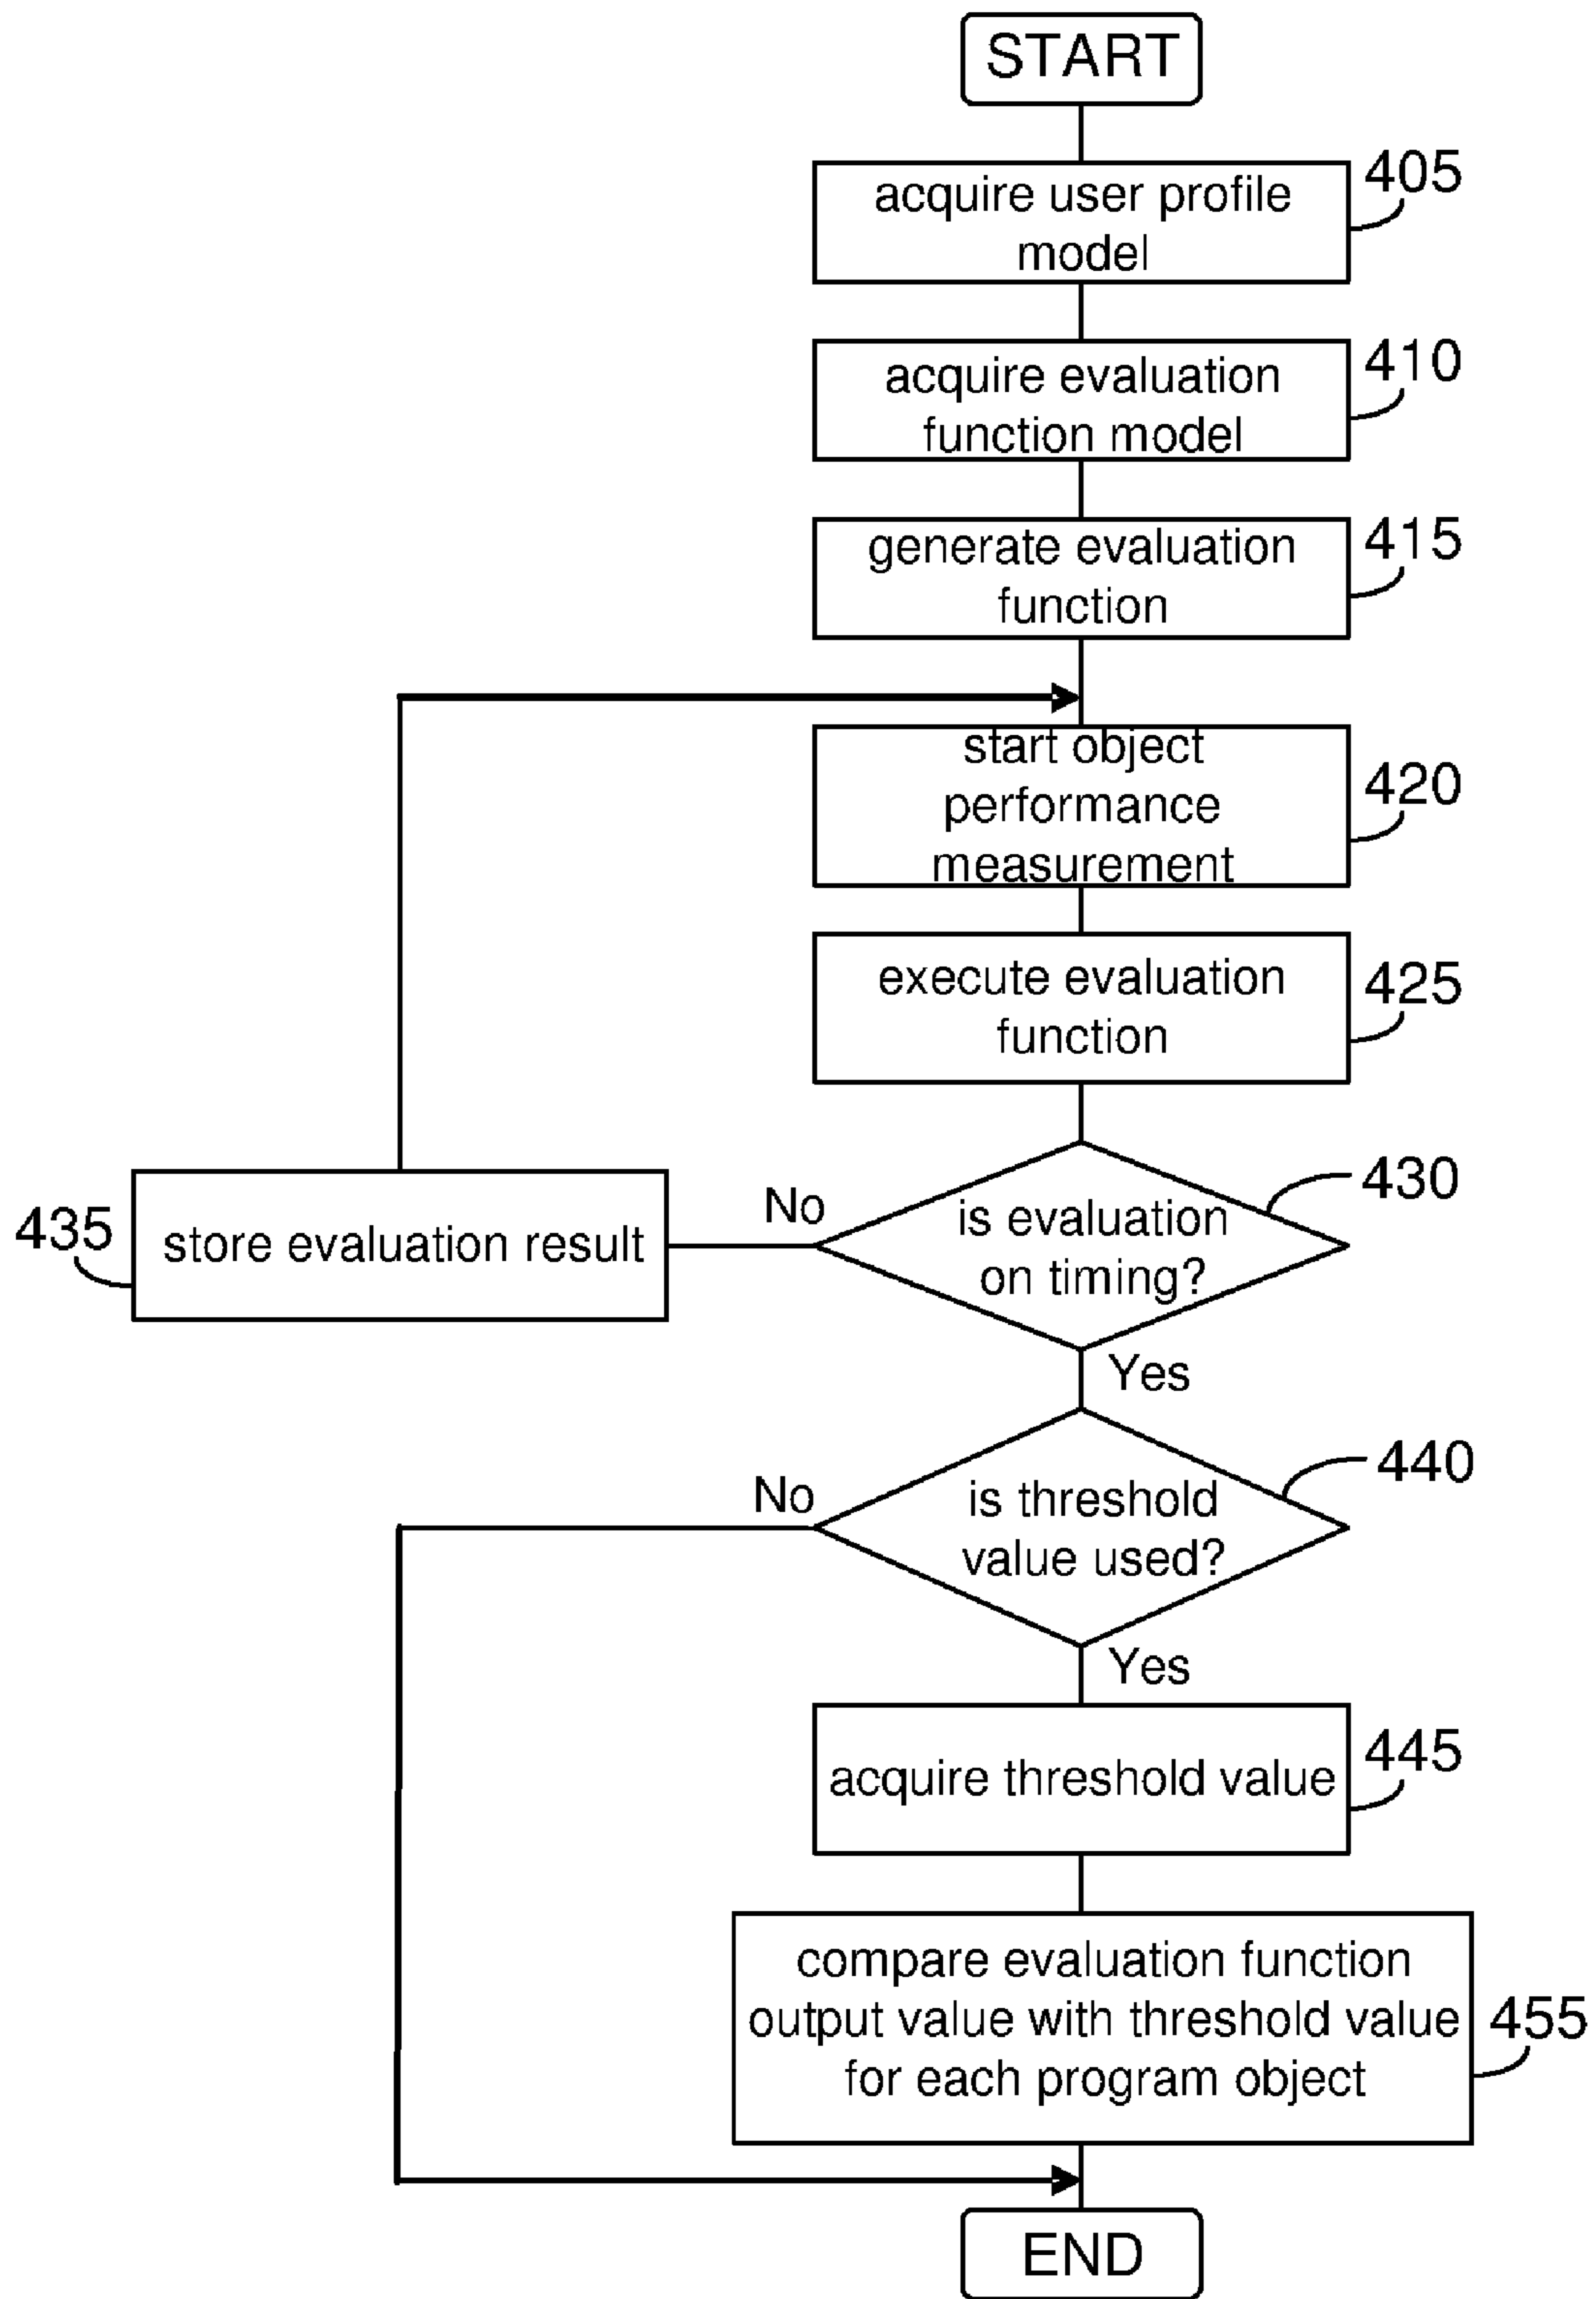 START
acquire user profile
model
405
acquire evaluation
function model
410
generate evaluation
function
415
start object
performance
measurement
420
execute evaluation
function
425
is evaluation
on timing?
430
No
store evaluation result
435
Yes
is threshold
value used?
440
No
Yes
acquire threshold value
445
compare evaluation function
output value with threshold value
for each program object
455
END